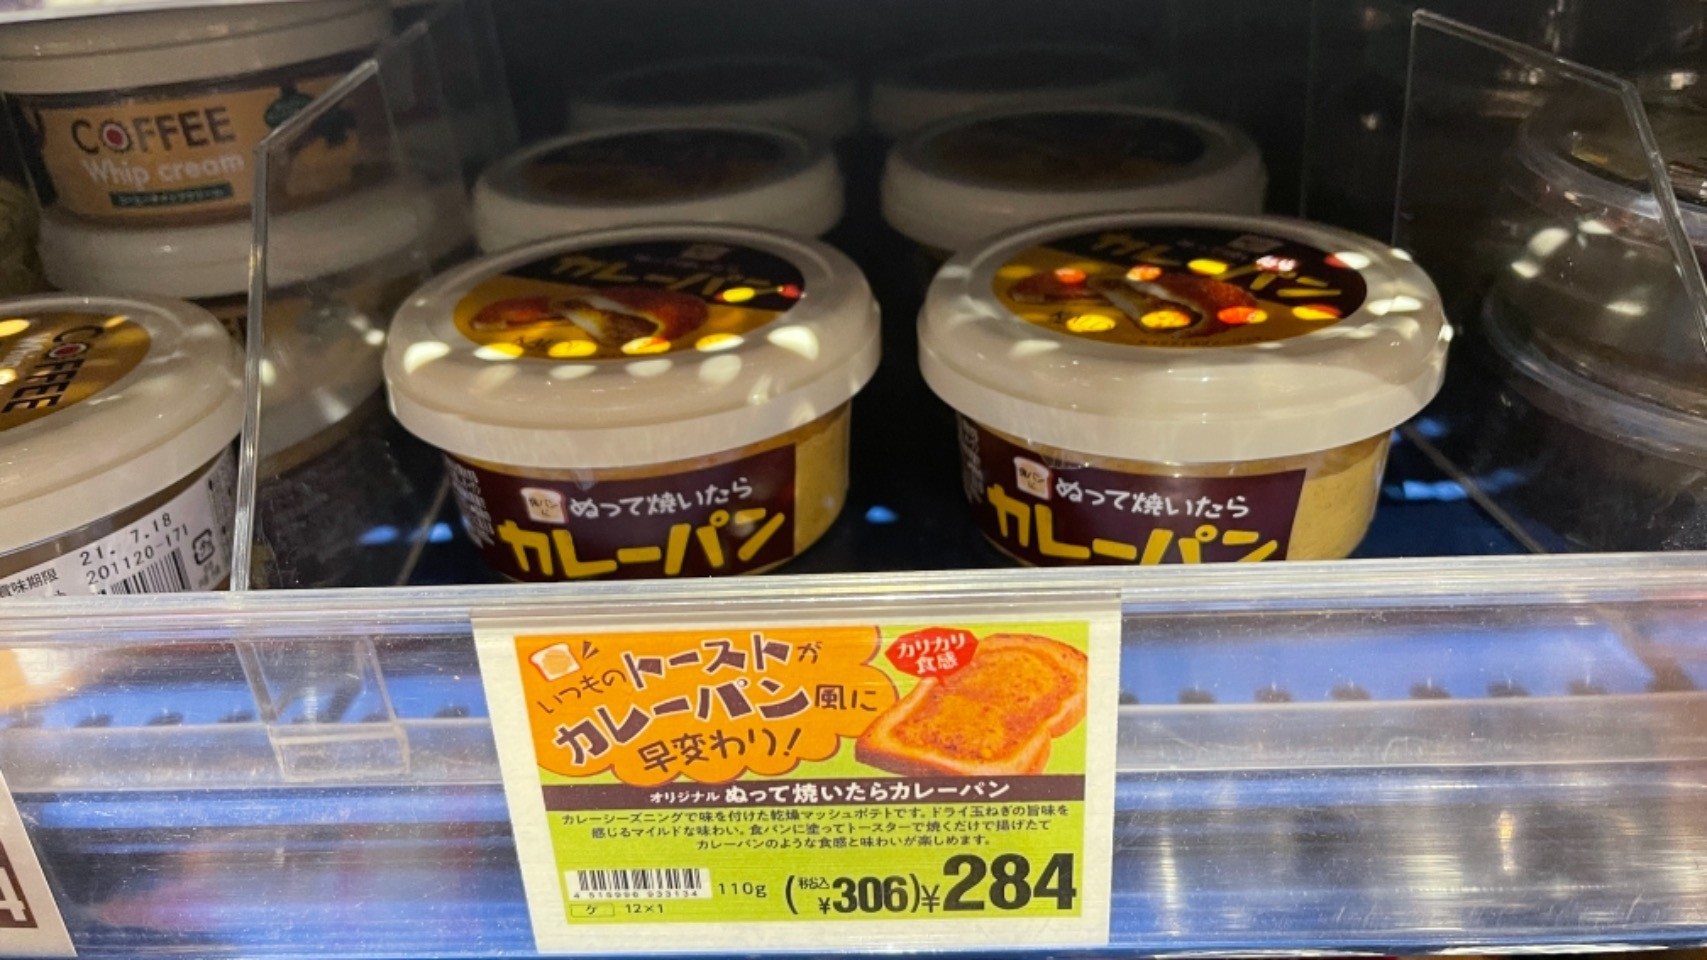 COFFEE
Whip cream
コーヒーホイップクリーム
COFFEE
21. 7.18
賞味期限
201120-171
カレーパン
カレーパン
食パンに
ぬって焼いたら
カレーパン
食パンに
ぬって焼いたら
カレーパン
いつものトーストが
カレーパン風に
早変わり!
カリカリ
食感
オリジナル ぬって焼いたらカレーパン
カレーシーズニングで味を付けた乾燥マッシュポテトです。ドライ玉ねぎの旨味を
感じるマイルドな味わい。食パンに塗ってトースターで焼くだけで揚げたて
カレーパンのような食感と味わいが楽しめます。
110g (税込¥306)¥284
ケ 12×1